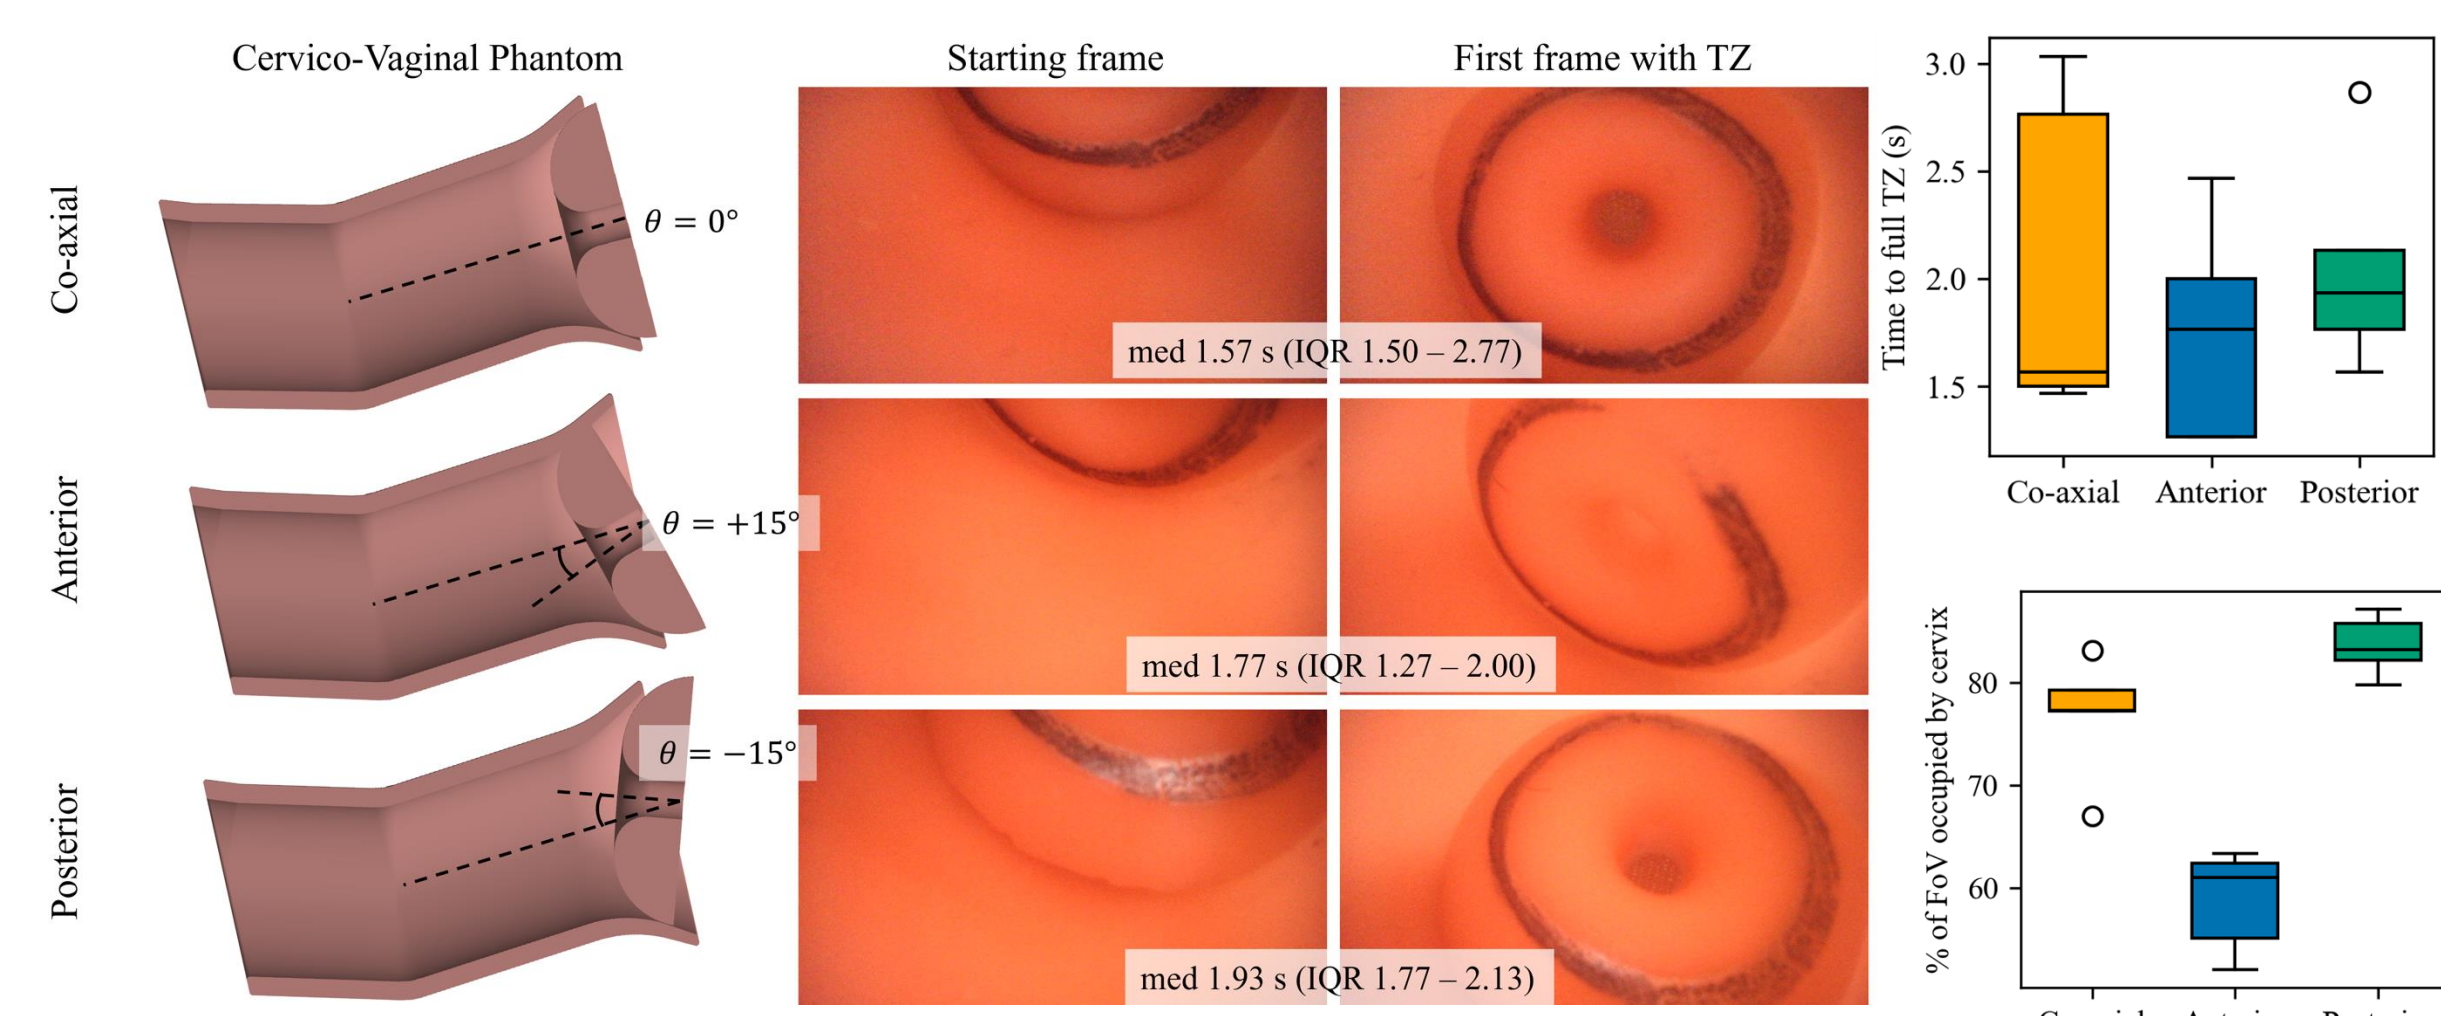 Cervico-Vaginal Phantom
Starting frame
First frame with TZ
Co-axial
θ = 0°
med 1.57 s (IQR 1.50 – 2.77)
Anterior
θ = +15°
med 1.77 s (IQR 1.27 – 2.00)
Posterior
θ = −15°
med 1.93 s (IQR 1.77 – 2.13)
Time to full TZ (s)
3.0
2.5
2.0
1.5
Co-axial Anterior Posterior
% of FoV occupied by cervix
80
70
60